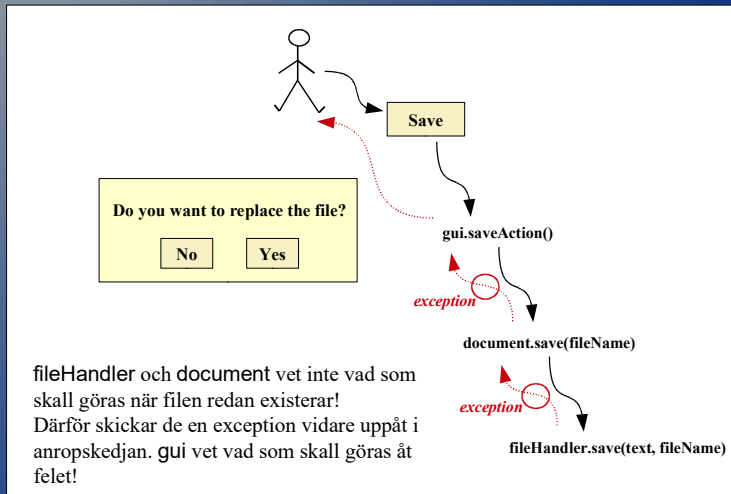 Save
Do you want to replace the file?
No Yes
gui.saveAction()
exception
document.save(fileName)
exception
fileHandler.save(text, fileName)
fileHandler och document vet inte vad som
skall göras när filen redan existerar!
Därför skickar de en exception vidare uppåt i
anropskedjan. gui vet vad som skall göras åt
felet!